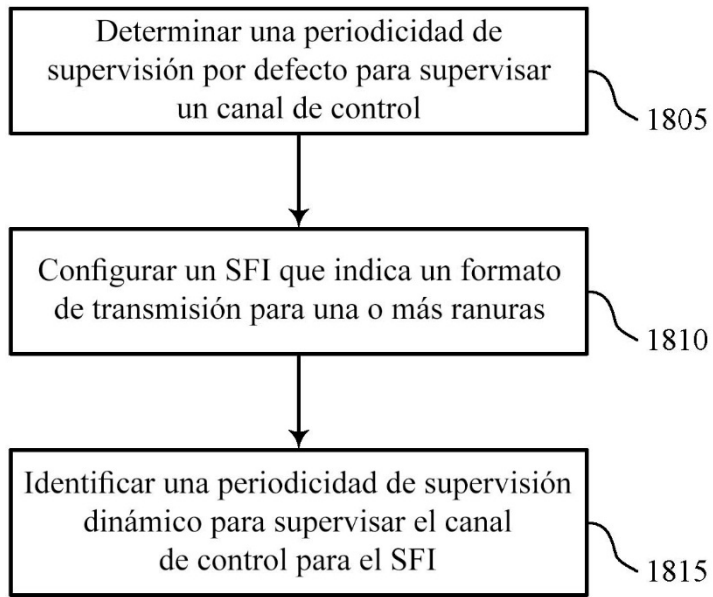 Determinar una periodicidad de
supervisión por defecto para supervisar
un canal de control
1805
Configurar un SFI que indica un formato
de transmisión para una o más ranuras
1810
Identificar una periodicidad de supervisión
dinámico para supervisar el canal
de control para el SFI
1815